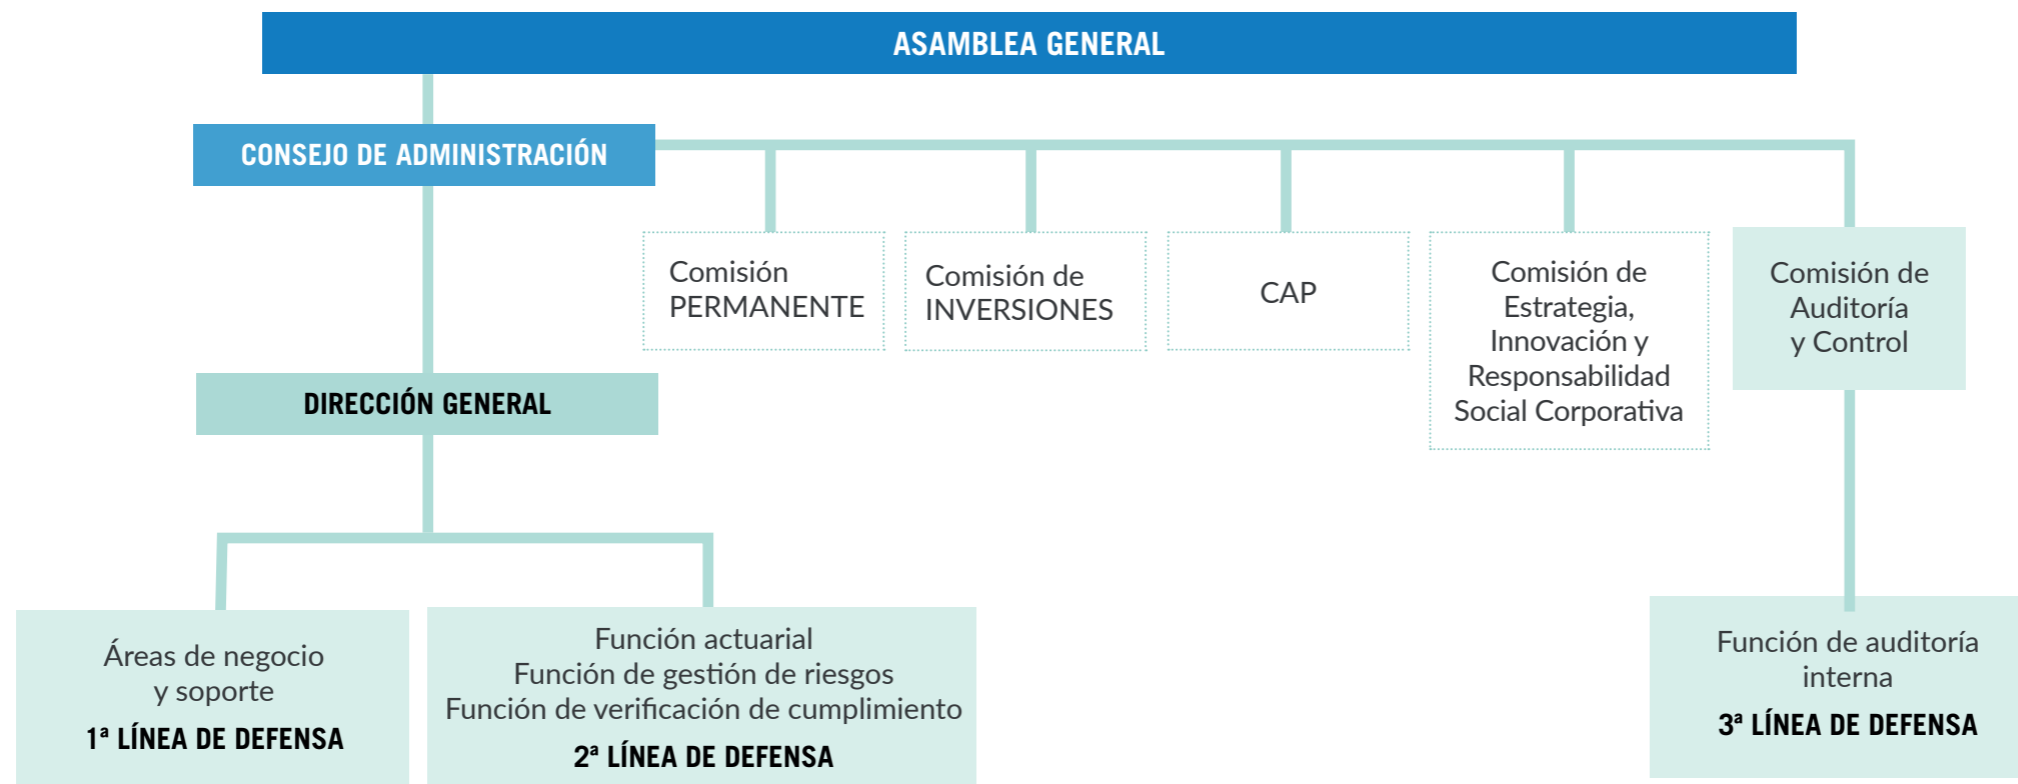 ASAMBLEA GENERAL
CONSEJO DE ADMINISTRACIÓN
Comisión
PERMANENTE
Comisión de
INVERSIONES
CAP
Comisión de
Estrategia,
Innovación y
Responsabilidad
Social Corporativa
Comisión de
Auditoría
y Control
DIRECCIÓN GENERAL
Áreas de negocio
y soporte
1ª LÍNEA DE DEFENSA
Función actuarial
Función de gestión de riesgos
Función de verificación de cumplimiento
2ª LÍNEA DE DEFENSA
Función de auditoría
interna
3ª LÍNEA DE DEFENSA